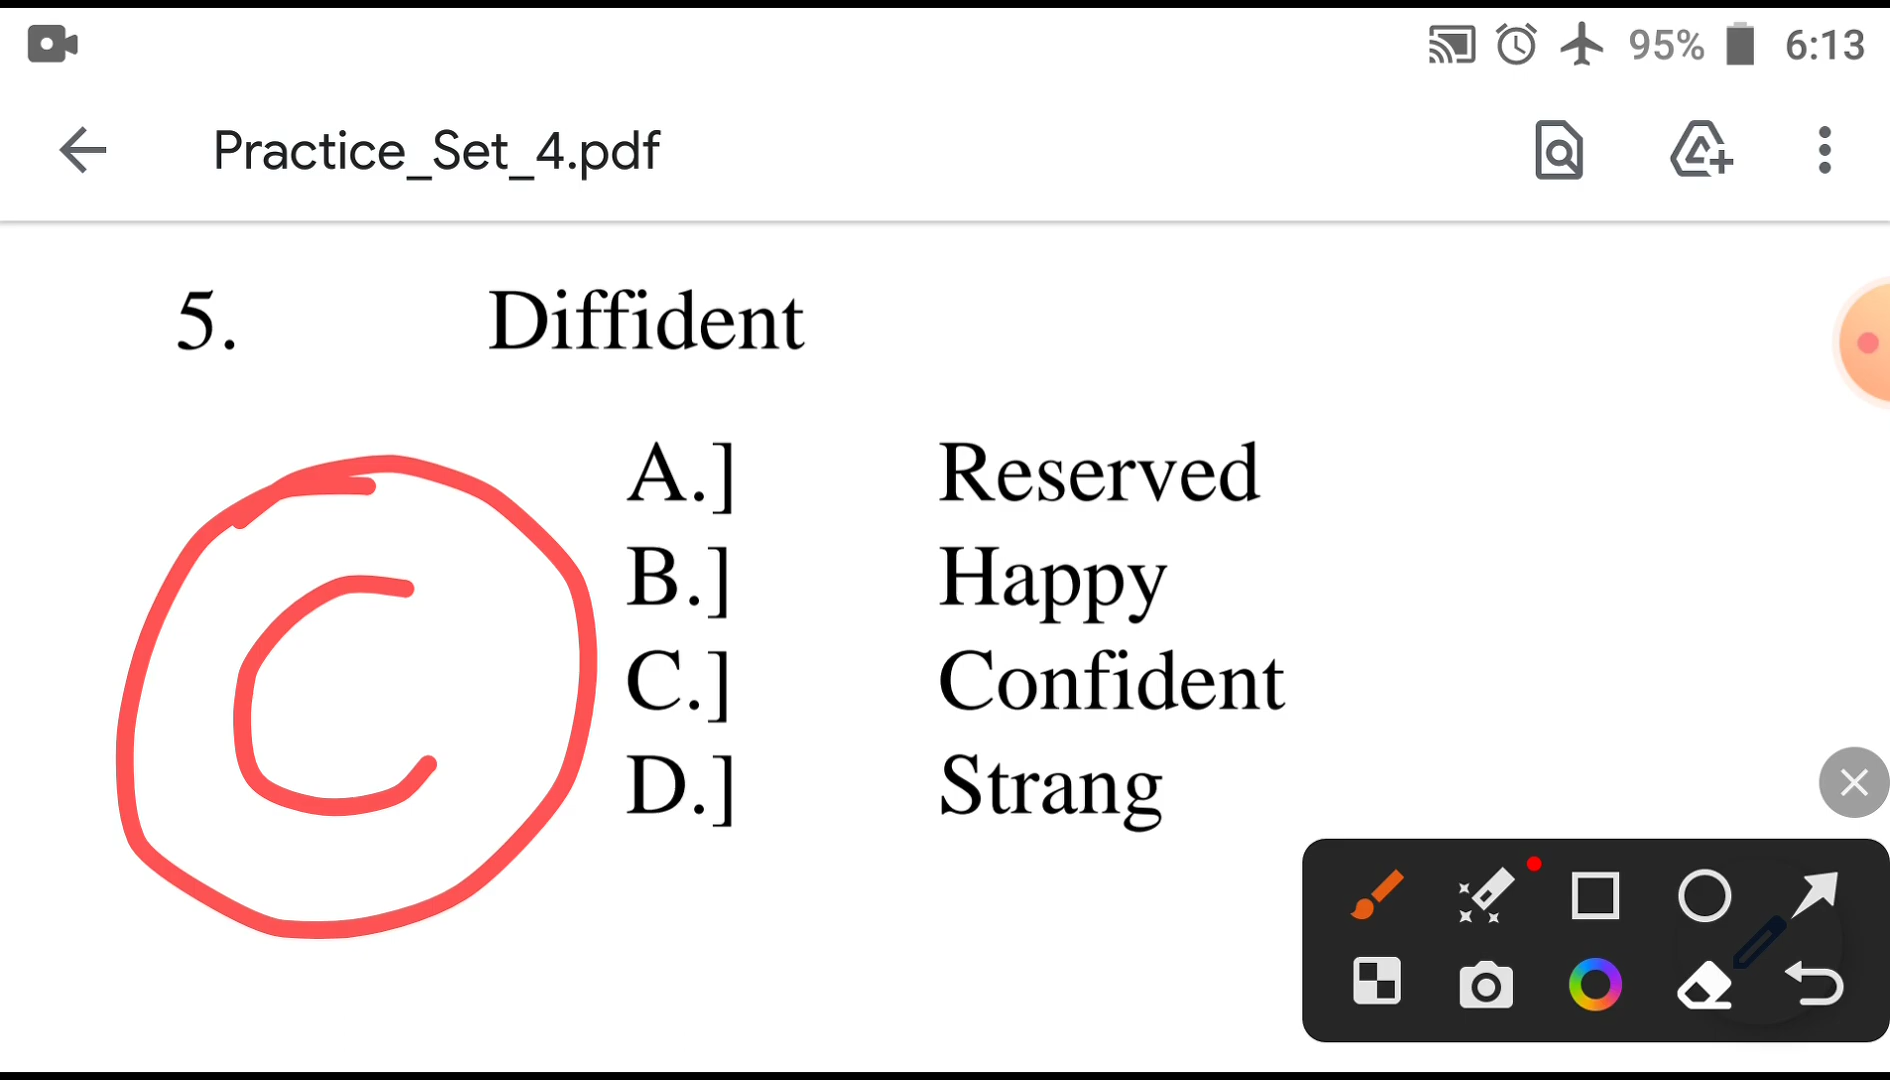 95% 6:13
Practice_Set_4.pdf
5. Diffident
A.] Reserved
B.] Happy
C.] Confident
D.] Strang
C